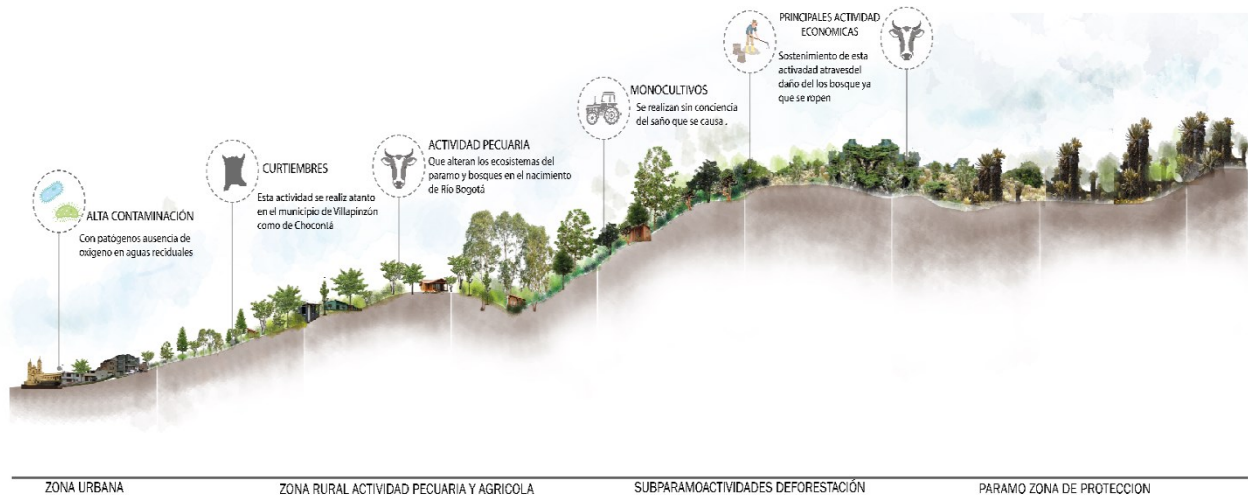 ALTA CONTAMINACIÓN
Con patógenos ausencia de
oxigeno en aguas reciduales
CURTIEMBRES
Esta actividad se realiz atanto
en el municipio de Villapinzón
como de Chocontá
ACTIVIDAD PECUARIA
Que alteran los ecosistemas del
paramo y bosques en el nacimiento
de Río Bogotá
MONOCULTIVOS
Se realizan sin conciencia
del saño que se causa .
PRINCIPALES ACTIVIDAD
ECONOMICAS
Sostenimiento de esta
activadad atravesdel
daño del los bosque ya
que se ropen
ZONA URBANA
ZONA RURAL ACTIVIDAD PECUARIA Y AGRICOLA
SUBPARAMOACTIVIDADES DEFORESTACIÓN
PARAMO ZONA DE PROTECCION